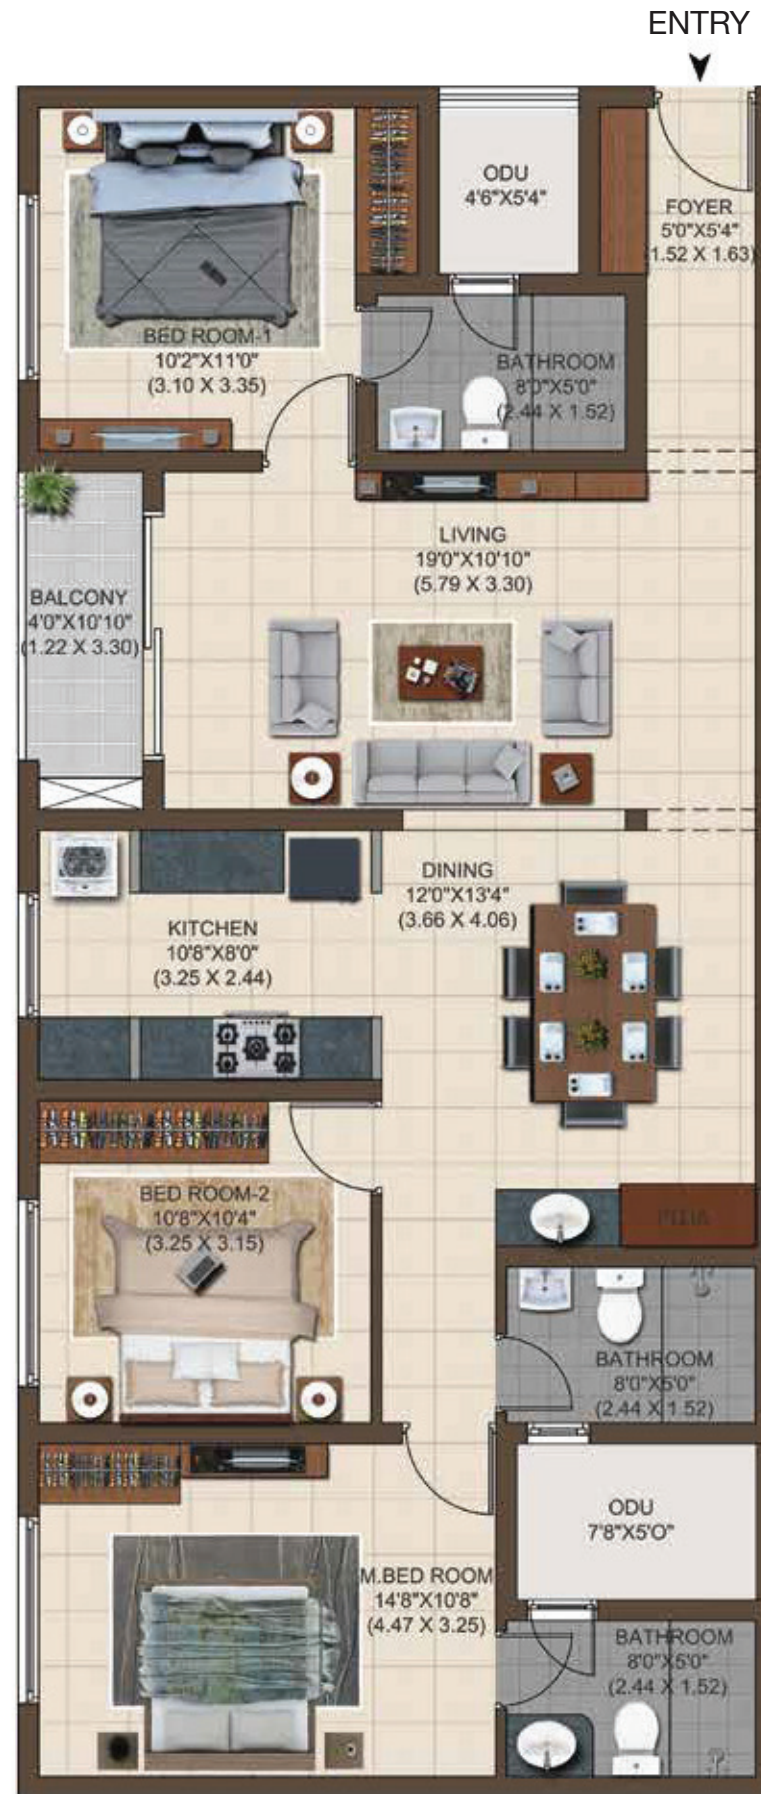 ENTRY
ODU
4'6"X5'4"
FOYER
5'0"X5'4"
(1.52 X 1.63)
BED ROOM-1
10'2"X11'0"
(3.10 X 3.35)
BATHROOM
8'0"X5'0"
(2.44 X 1.52)
LIVING
19'0"X10'10"
(5.79 X 3.30)
BALCONY
4'0"X10'10"
(1.22 X 3.30)
DINING
12'0"X13'4"
(3.66 X 4.06)
KITCHEN
10'8"X8'0"
(3.25 X 2.44)
BED ROOM-2
10'8"X10'4"
(3.25 X 3.15)
PUJA
BATHROOM
8'0"X5'0"
(2.44 X 1.52)
ODU
7'8"X5'O"
M.BED ROOM
14'8"X10'8"
(4.47 X 3.25)
BATHROOM
8'0"X5'0"
(2.44 X 1.52)